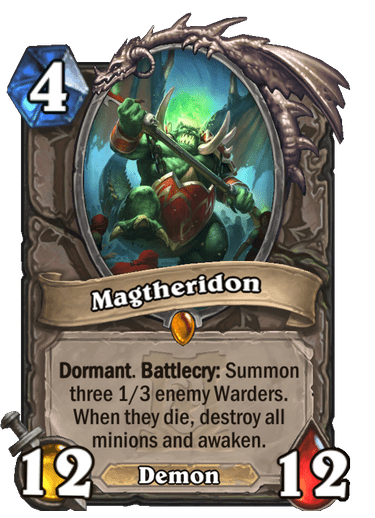 4
Magtheridon
Dormant. Battlecry: Summon
three 1/3 enemy Warders.
When they die, destroy all
minions and awaken.
12
Demon
12